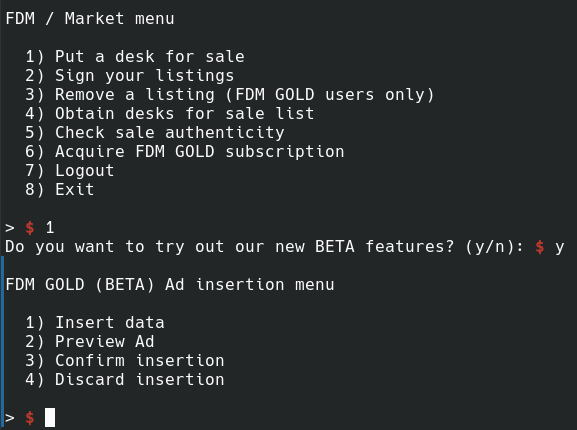 FDM / Market menu
1) Put a desk for sale
2) Sign your listings
3) Remove a listing (FDM GOLD users only)
4) Obtain desks for sale list
5) Check sale authenticity
6) Acquire FDM GOLD subscription
7) Logout
8) Exit
> $ 1
Do you want to try out our new BETA features? (y/n): $ y
FDM GOLD (BETA) Ad insertion menu
1) Insert data
2) Preview Ad
3) Confirm insertion
4) Discard insertion
> $